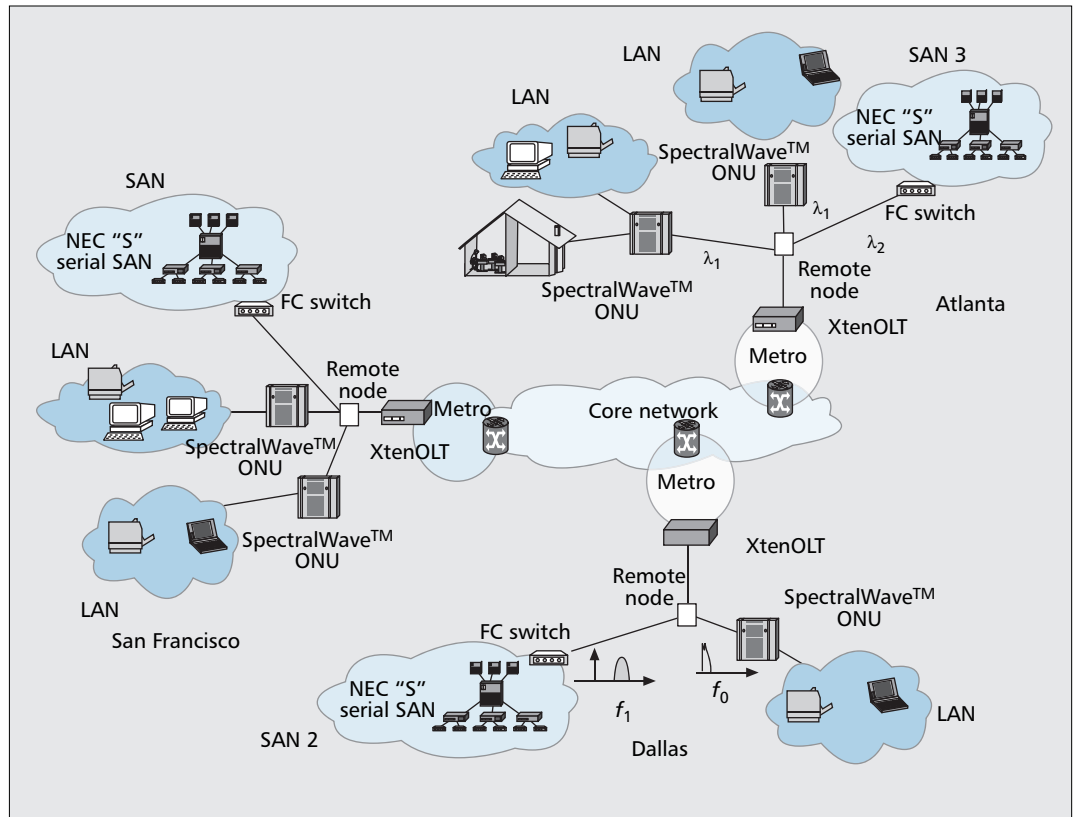 LAN
SAN 3
LAN
NEC “S”
serial SAN
SpectralWave™
ONU
SAN
FC switch
λ1
NEC “S”
serial SAN
λ2
λ1
Remote
node
SpectralWave™
ONU
FC switch
Atlanta
XtenOLT
LAN
Remote
node
Metro
Metro
Core network
SpectralWave™
ONU
XtenOLT
Metro
SpectralWave™
ONU
XtenOLT
Remote
node
SpectralWave™
ONU
LAN
San Francisco
FC switch
NEC “S”
serial SAN
f1
f0
LAN
SAN 2
Dallas